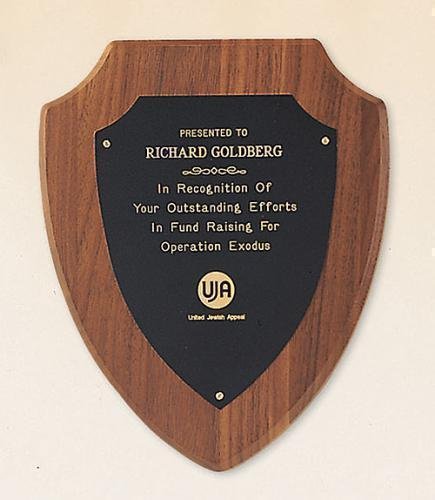 PRESENTED TO
RICHARD GOLDBERG
In Recognition Of
Your Outstanding Efforts
In Fund Raising For
Operation Exodus
UJA
United Jewish Appeal